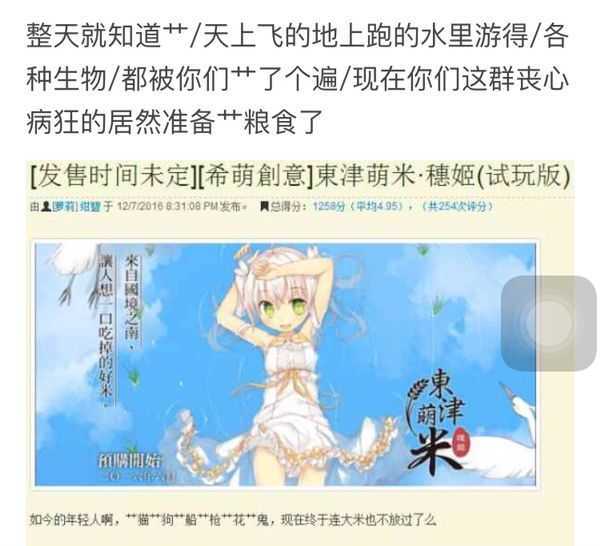 整天就知道艹/天上飞的地上跑的水里游得/各
种生物/都被你们艹了个遍/现在你们这群丧心
病狂的居然准备艹粮食了
[发售时间未定][希萌創意]東津萌米·穗姬(试玩版)
由[萝莉]绀瞖 于 12/7/2016 8:31:08 PM 发布。 总得分：1258分（平均4.95），（共254次评分）
來自國境之南、
讓人想一口吃掉的好米。
東津萌米
穗姬
預購開始
如今的年轻人啊，艹猫艹狗艹船艹枪艹花艹鬼，现在终于连大米也不放过了么